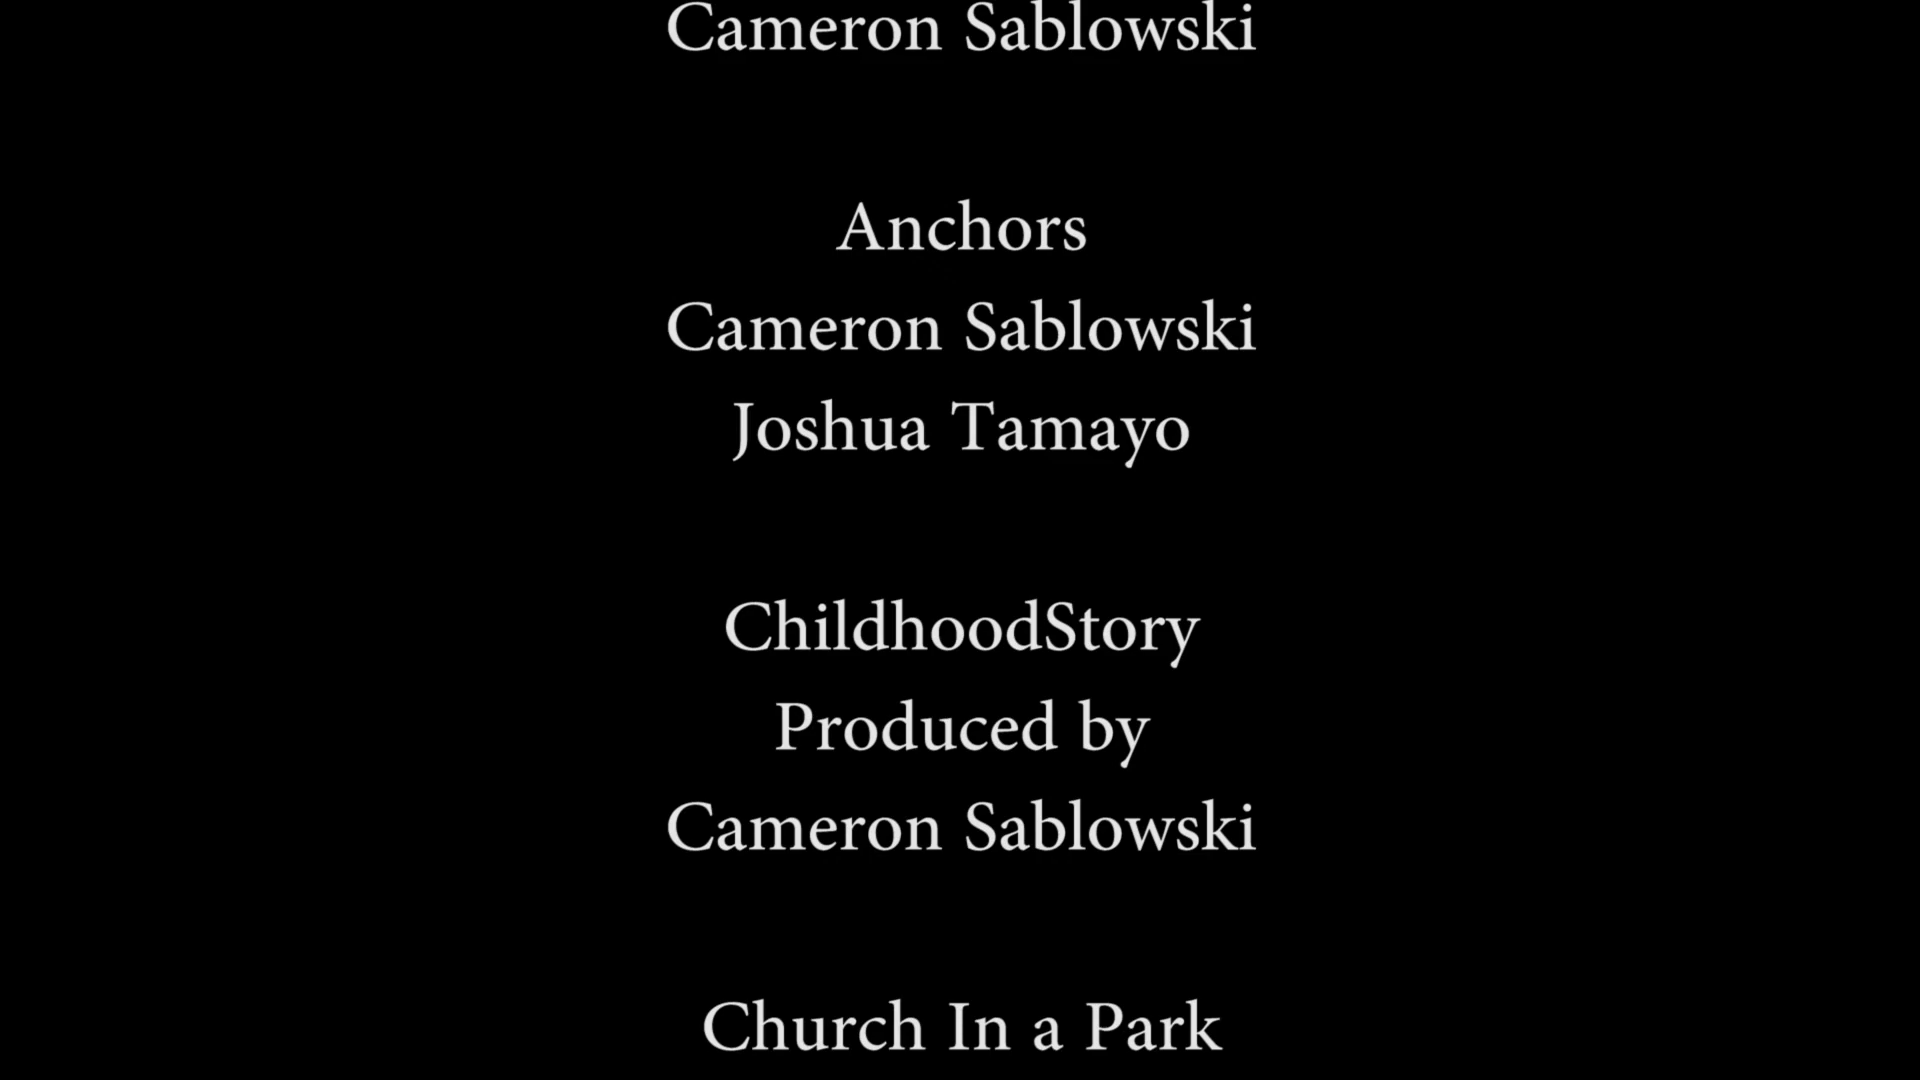 Cameron Sablowski
Anchors
Cameron Sablowski
Joshua Tamayo
ChildhoodStory
Produced by
Cameron Sablowski
Church In a Park